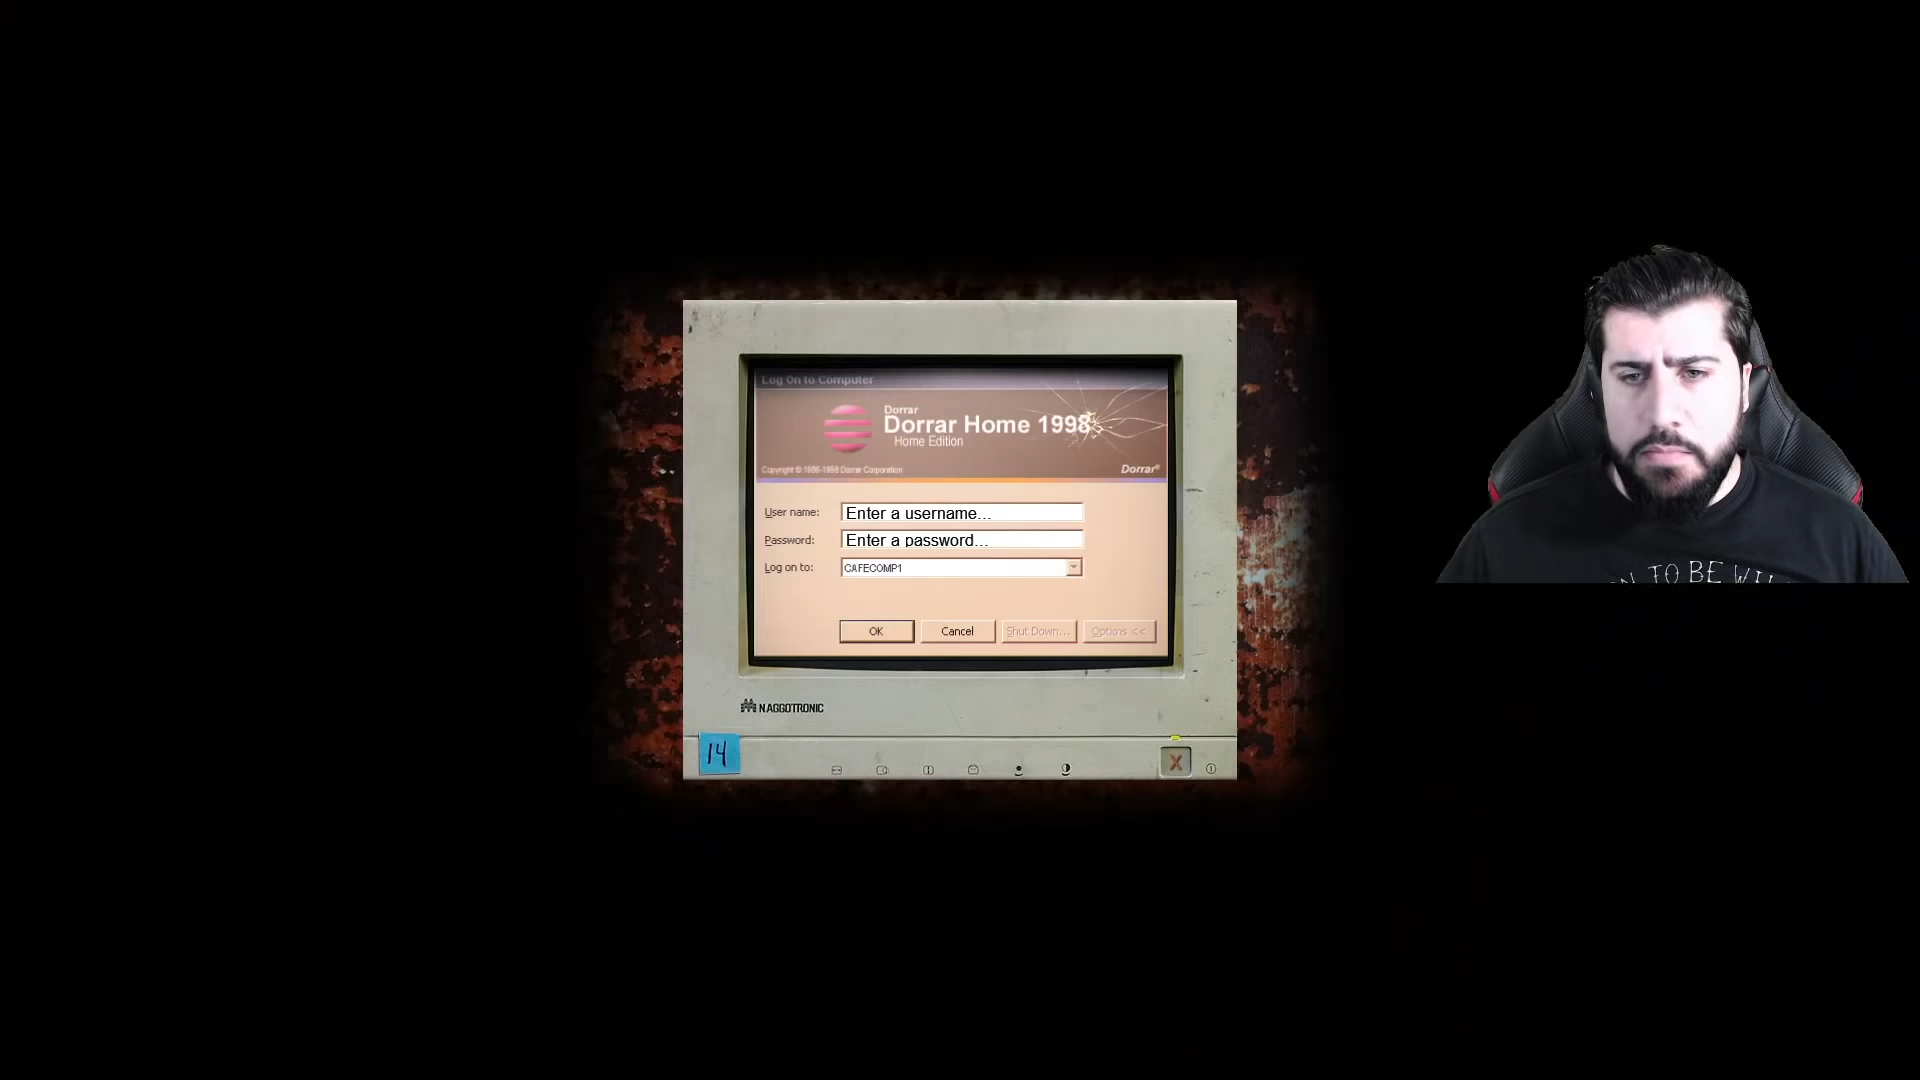 Log On to Computer
Dorrar
Dorrar Home 1998
Home Edition
Copyright © 1986-1998 Dorrar Corporation
Dorrar®
User name: Enter a username...
Password: Enter a password...
Log on to: CAFECOMP1
OK Cancel Shut Down... Options <<
NAGGOTRONIC
14
X
TO BE